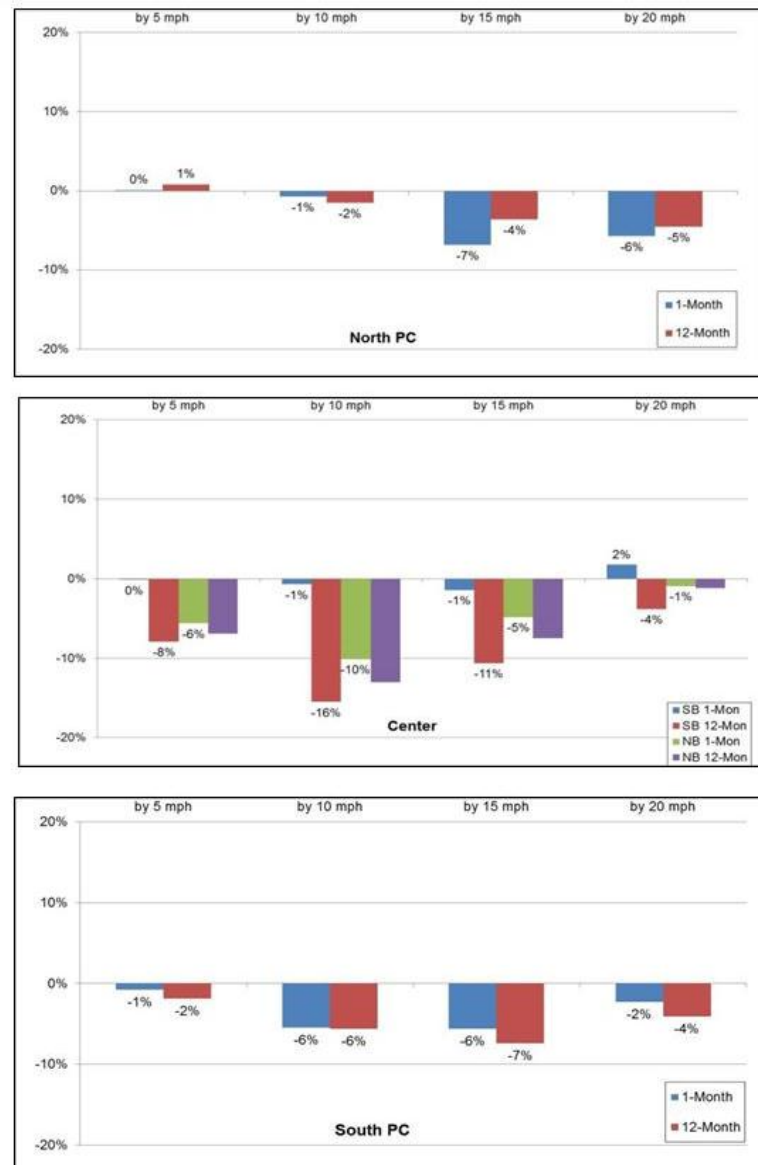 by 5 mph by 10 mph by 15 mph by 20 mph
20%
10%
0% 1%
0%
-1% -2%
-4% -5%
-7% -6%
-10%
1-Month
12-Month
North PC
-20%
by 5 mph by 10 mph by 15 mph by 20 mph
20%
10%
2%
0%
0% -1% -1% -1%
-6% -5% -4%
-8%
-10% -10% -11%
-16%
Center
SB 1-Mon
SB 12-Mon
NB 1-Mon
NB 12-Mon
-20%
by 5 mph by 10 mph by 15 mph by 20 mph
20%
10%
0%
-1% -2% -2% -4%
-6% -6% -6% -7%
-10%
1-Month
12-Month
South PC
-20%